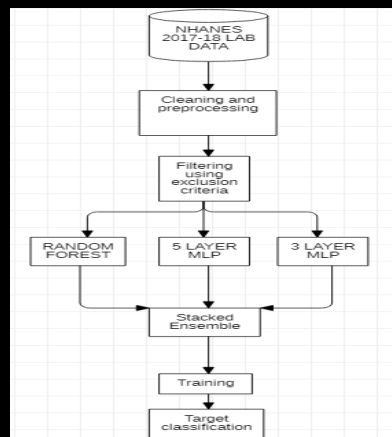 NHANES
2017-18 LAB
DATA
Cleaning and
preprocessing
Filtering
using
exclusion
criteria
RANDOM
FOREST
5 LAYER
MLP
3 LAYER
MLP
Stacked
Ensemble
Training
Target
classification